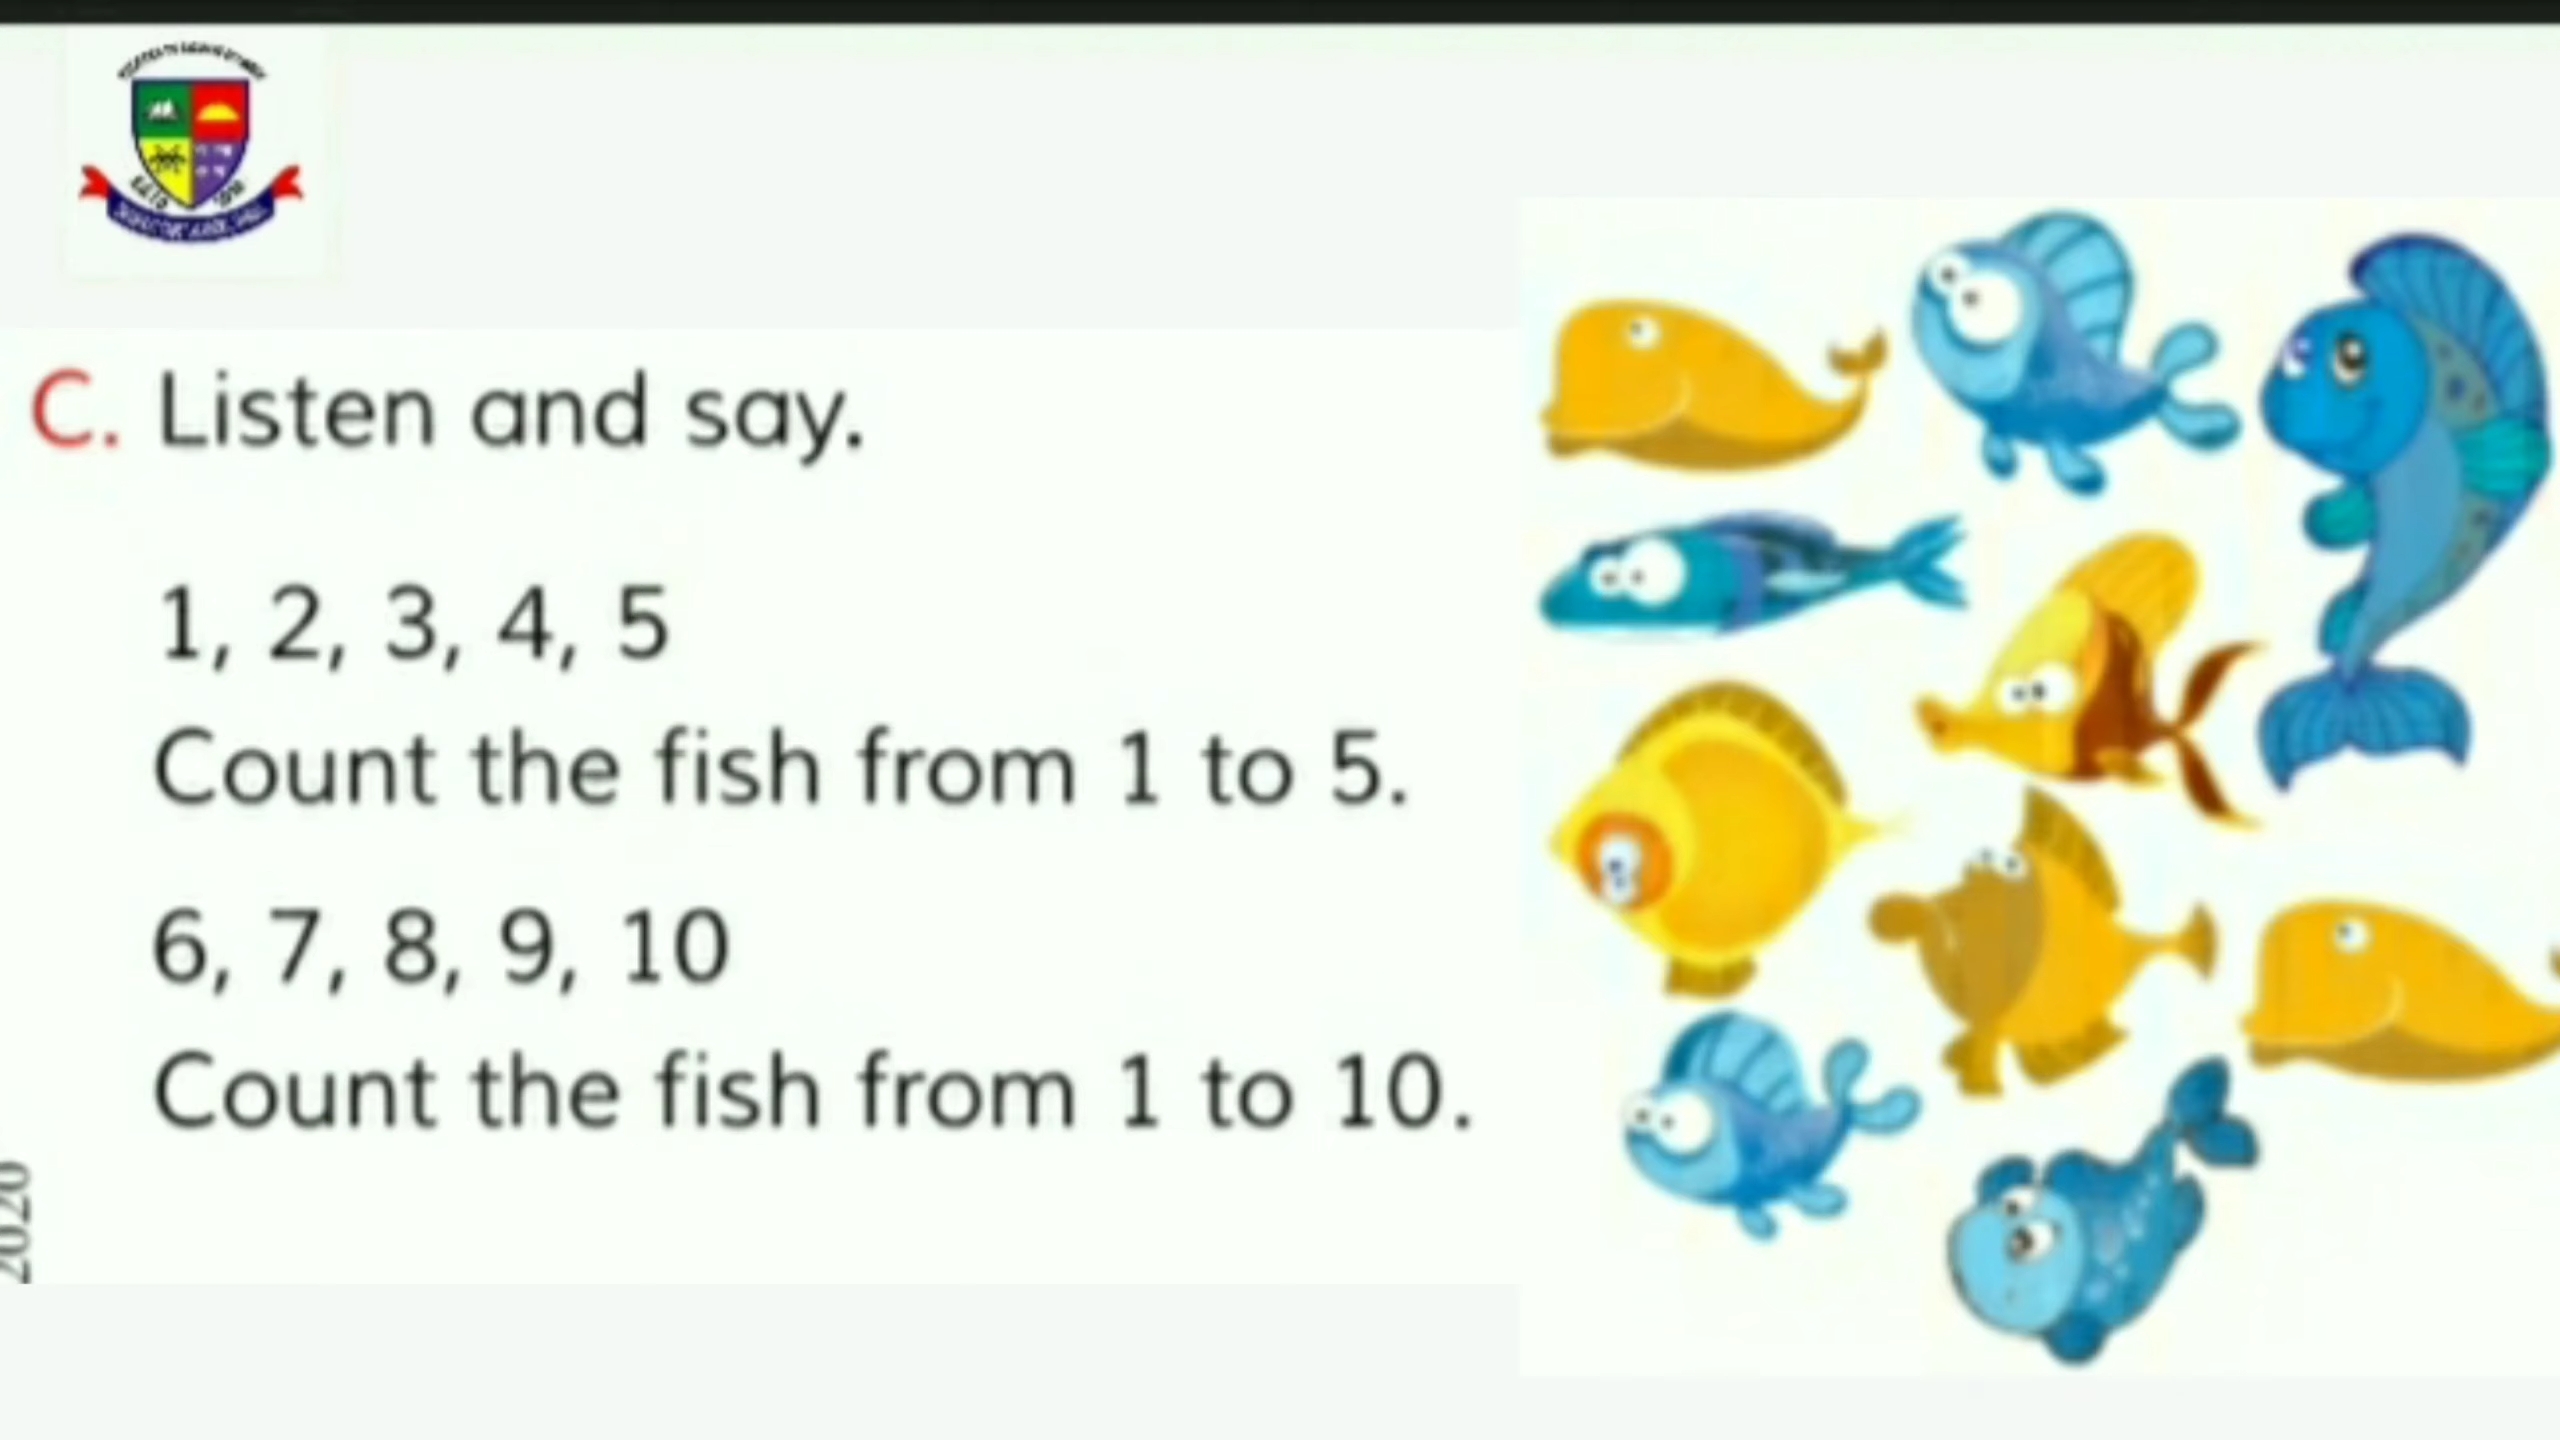 C. Listen and say.
1, 2, 3, 4, 5
Count the fish from 1 to 5.
6, 7, 8, 9, 10
Count the fish from 1 to 10.
2020